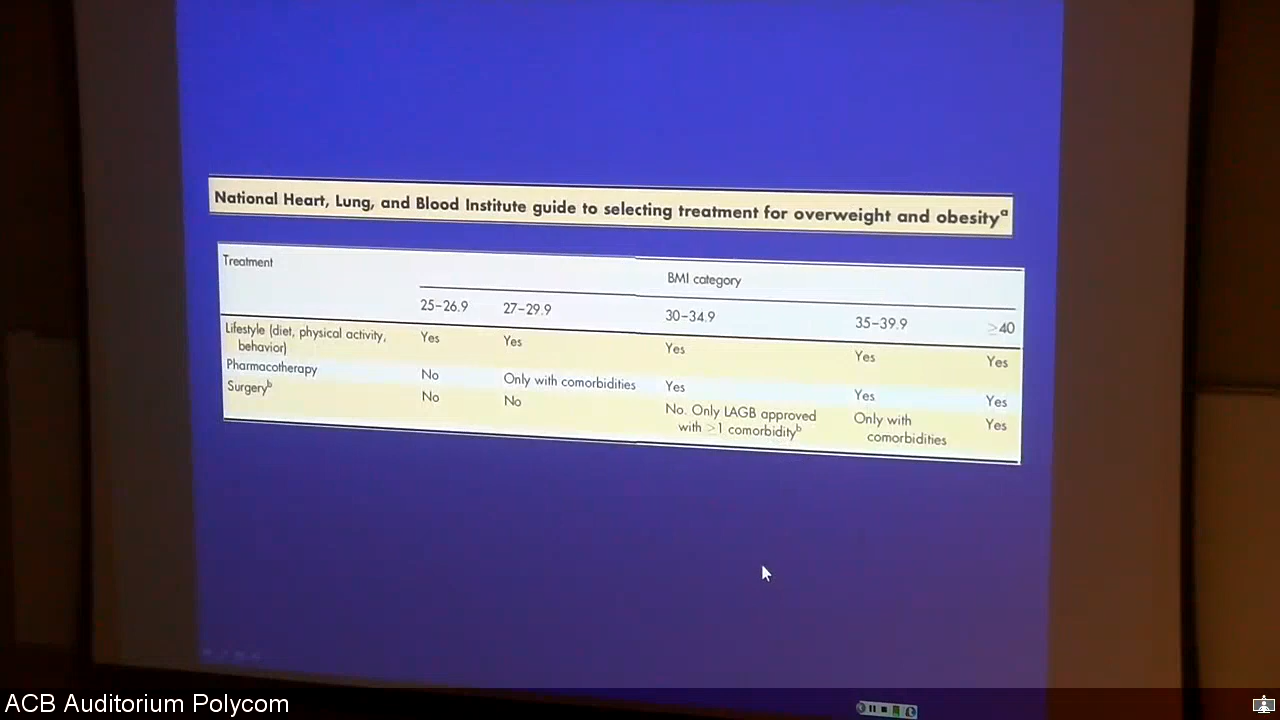 National Heart, Lung, and Blood Institute guide to selecting treatment for overweight and obesitya
Treatment
BMI category
25–26.9 27–29.9 30–34.9 35–39.9 ≥40
Lifestyle (diet, physical activity, Yes Yes Yes Yes Yes
behavior)
Pharmacotherapy No Only with comorbidities Yes Yes Yes
Surgeryb No No No. Only LAGB approved Only with Yes
with >1 comorbidityb comorbidities
ACB Auditorium Polycom